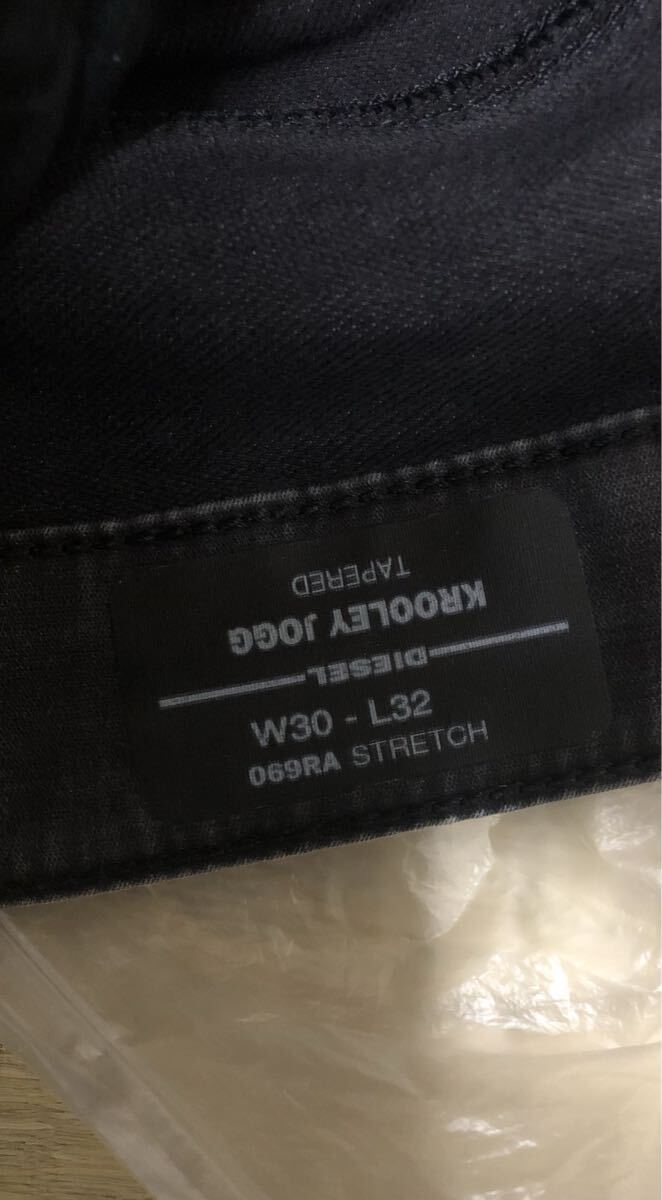 TAPERED
KROOLEY JOGG
DIESEL
W30 - L32
069RA STRETCH